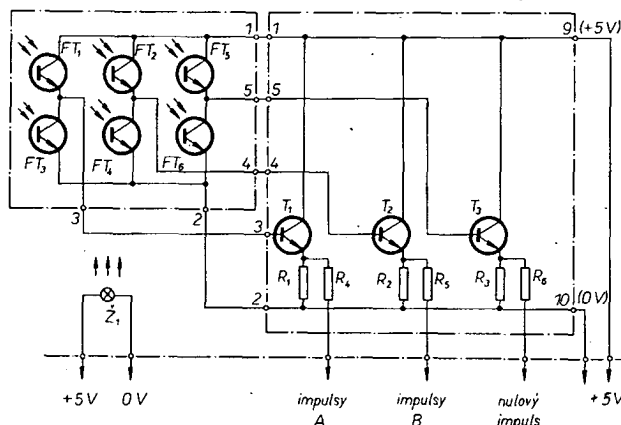 1 1 9 (+5V)
FT₁ FT₂ FT₅
5 5
FT₃ FT₄ FT₆
4 4
3 2 3
T₁ T₂ T₃
R₁ R₄ R₂ R₅ R₃ R₆
Ž₁
2 10 (0V)
+5V 0V impulsy impulsy nulový +5V
A B impuls